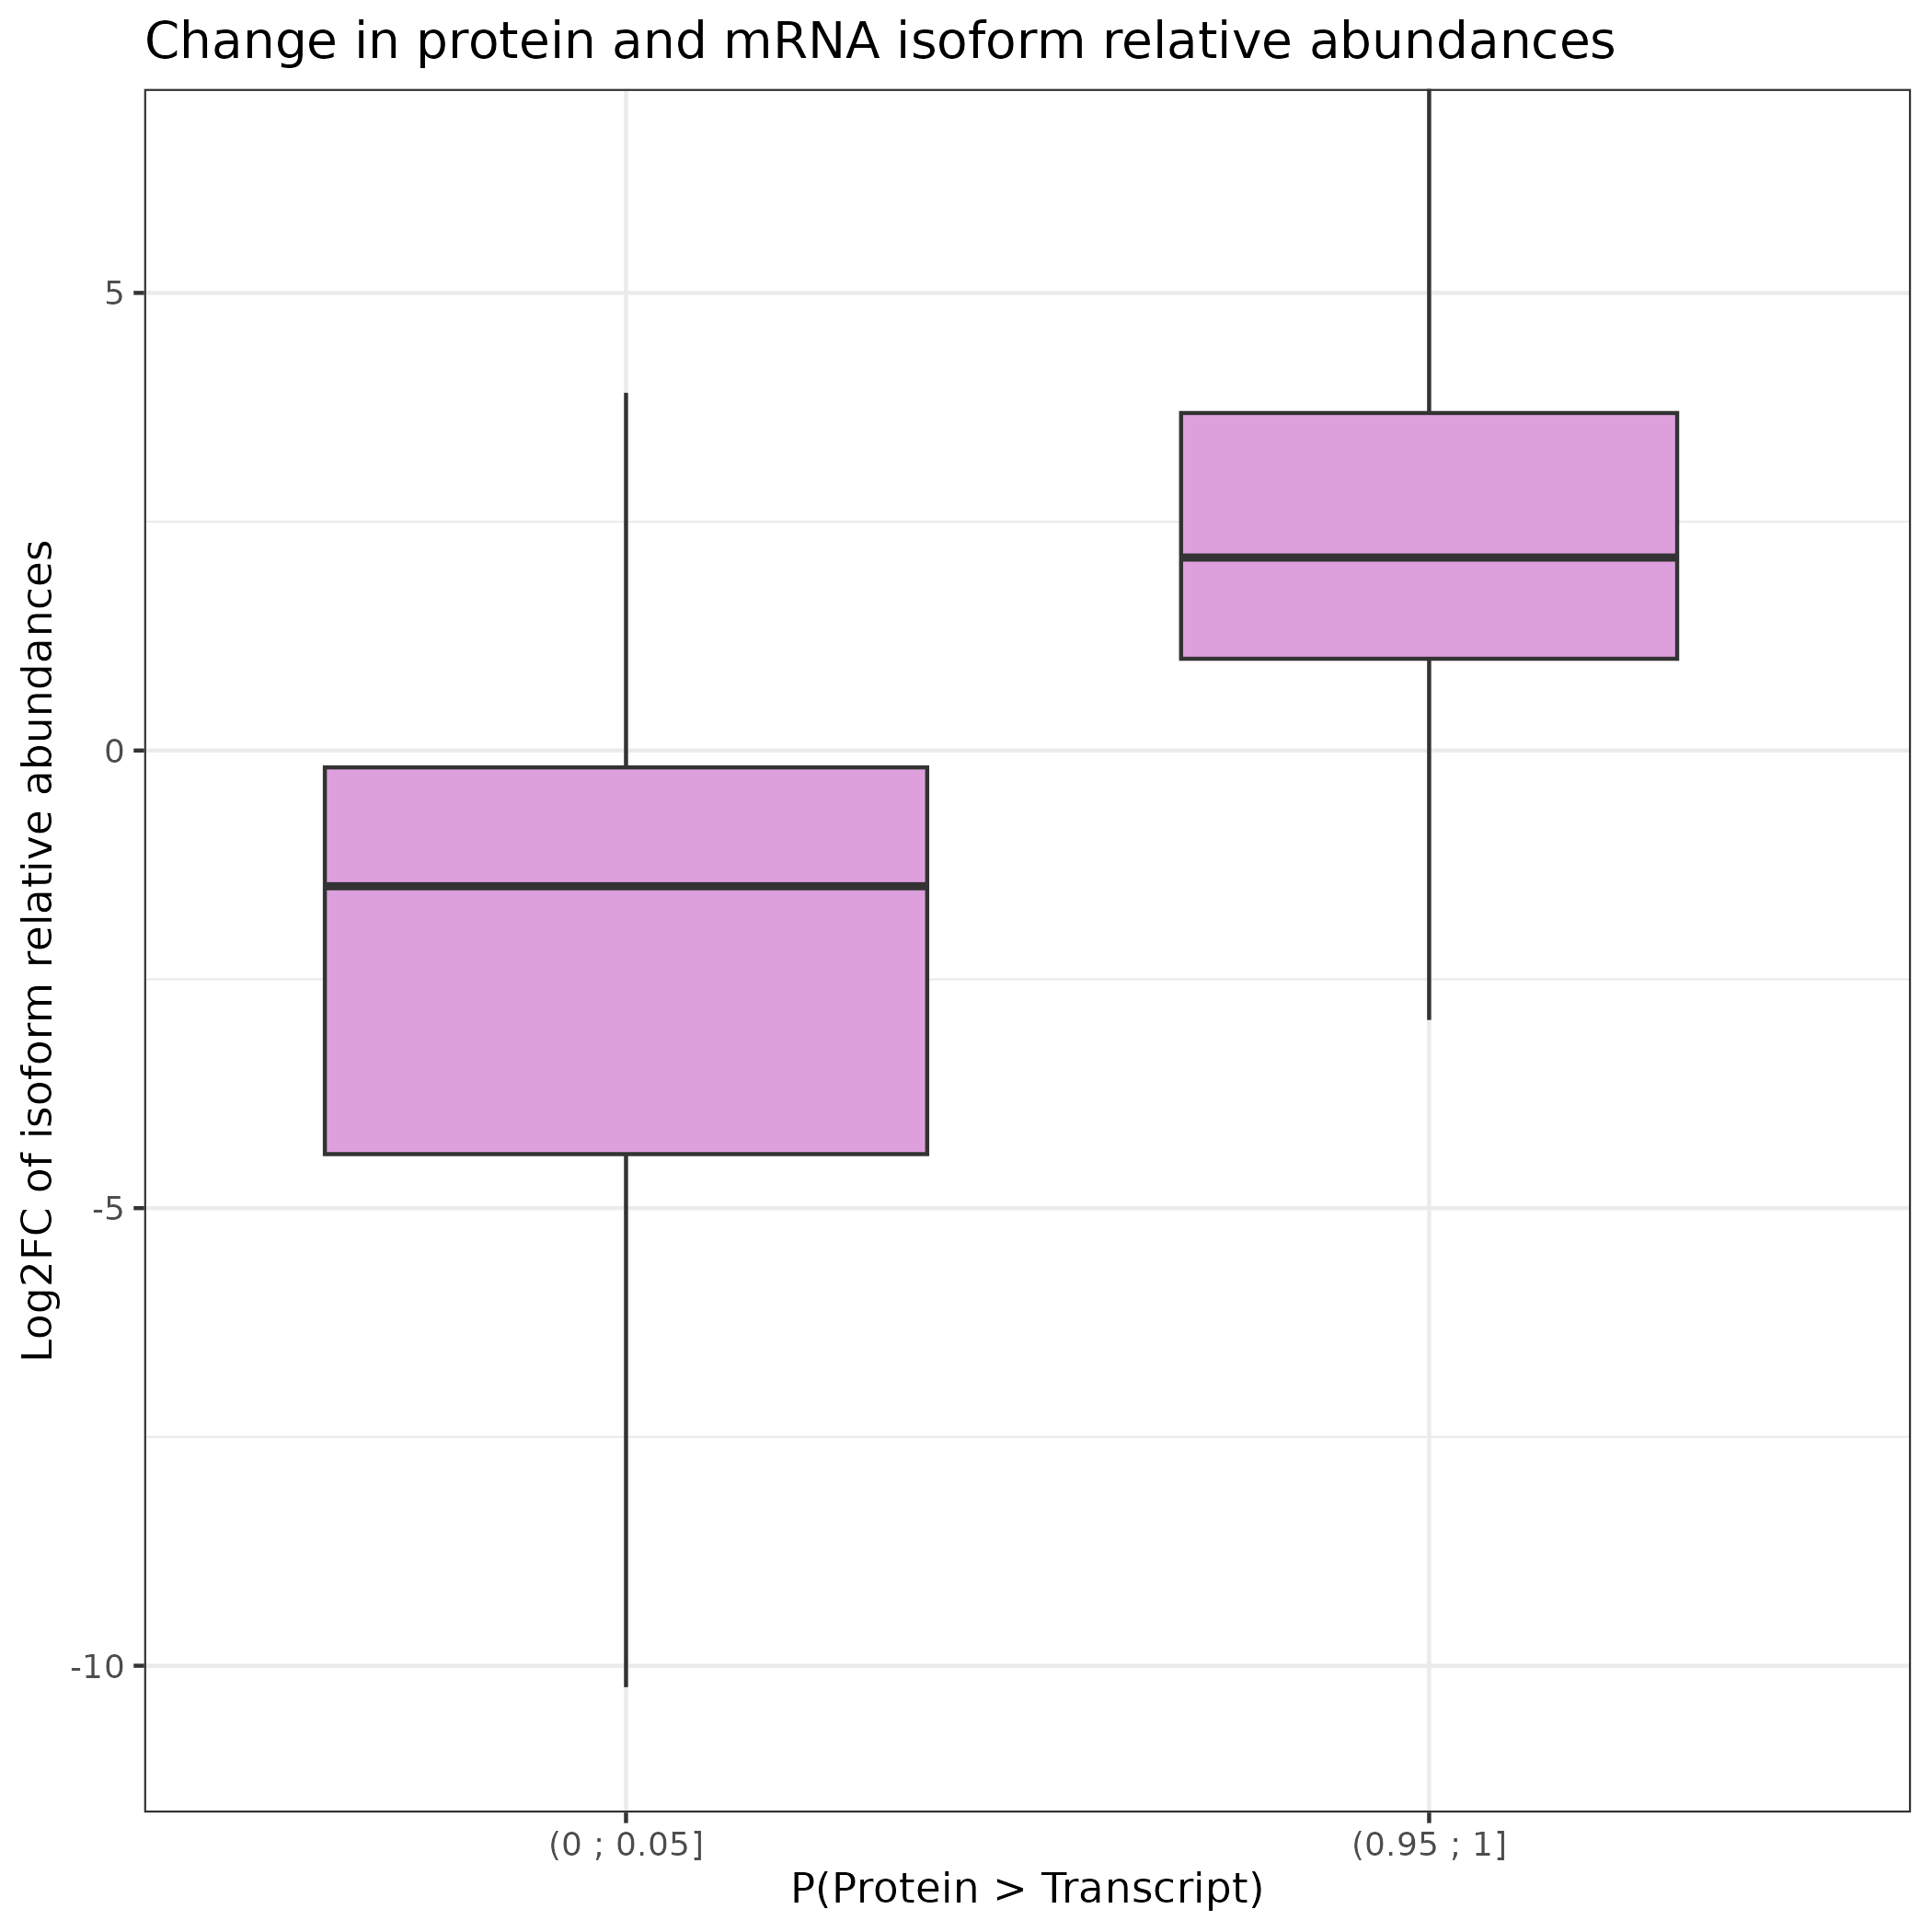 Change in protein and mRNA isoform relative abundances
Log2FC of isoform relative abundances
5
0
-5
-10
(0 ; 0.05]
(0.95 ; 1]
P(Protein > Transcript)